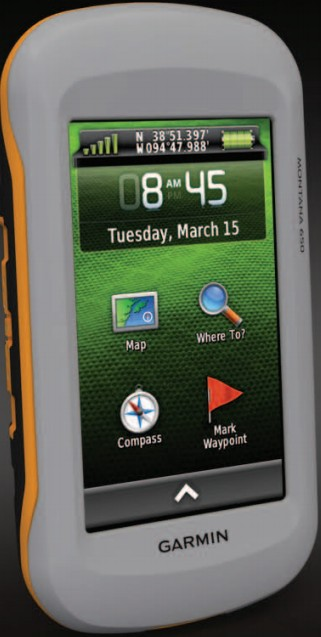 N 38°51.397'
W094°47.988'
08 AM PM 45
Tuesday, March 15
Map
Where To?
Compass
Mark
Waypoint
GARMIN
MONTANA 650